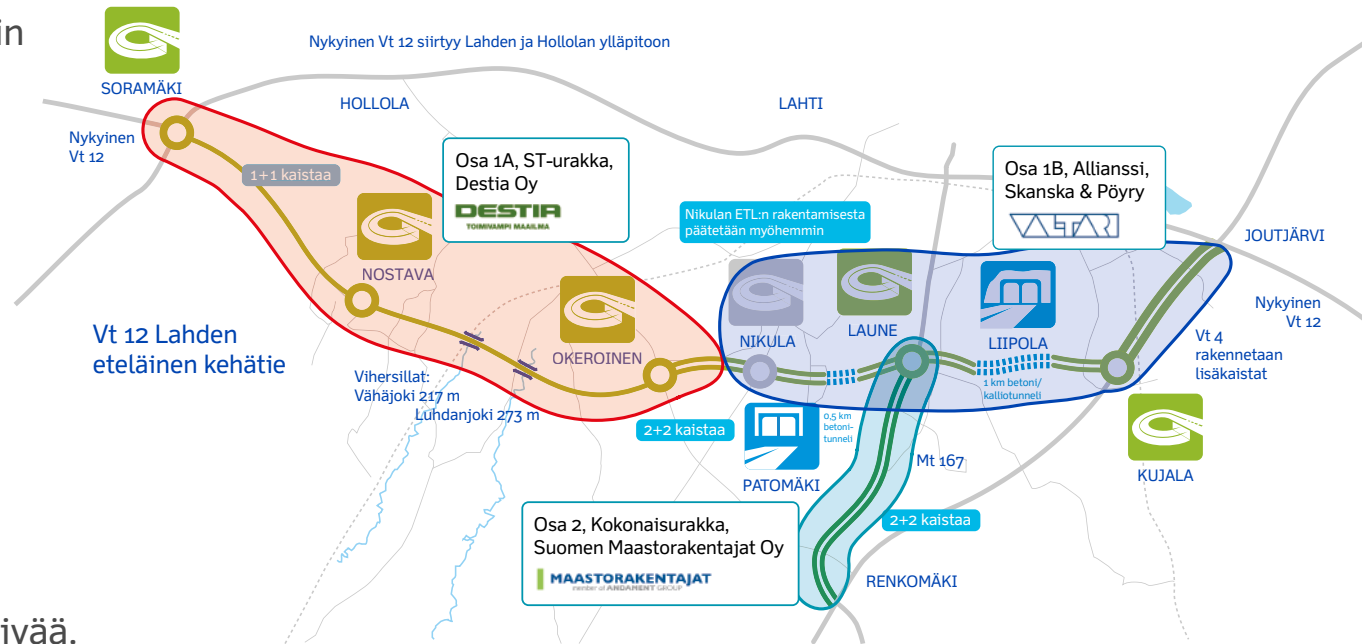 in
Nykyinen Vt 12 siirtyy Lahden ja Hollolan ylläpitoon
SORAMÄKI
HOLLOLA
LAHTI
Nykyinen
Vt 12
1+1 kaistaa
Osa 1A, ST-urakka,
Destia Oy
DESTIA
TOIMIVAMPI MAAILMA
Osa 1B, Allianssi,
Skanska & Pöyry
VALTARI
Nikulan ETL:n rakentamisesta
päätetään myöhemmin
JOUTJÄRVI
NOSTAVA
OKEROINEN
NIKULA
LAUNE
LIIPOLA
Nykyinen
Vt 12
Vt 4
rakennetaan
lisäkaistat
Vt 12 Lahden
eteläinen kehätie
Vihersillat:
Vähäjoki 217 m
Luhdanjoki 273 m
1 km betoni/
kalliotunneli
0,5 km
betoni-
tunneli
2+2 kaistaa
PATOMÄKI
Mt 167
KUJALA
Osa 2, Kokonaisurakka,
Suomen Maastorakentajat Oy
MAASTORAKENTAJAT
member of ANDAMENT GROUP
2+2 kaistaa
RENKOMÄKI
ivää.